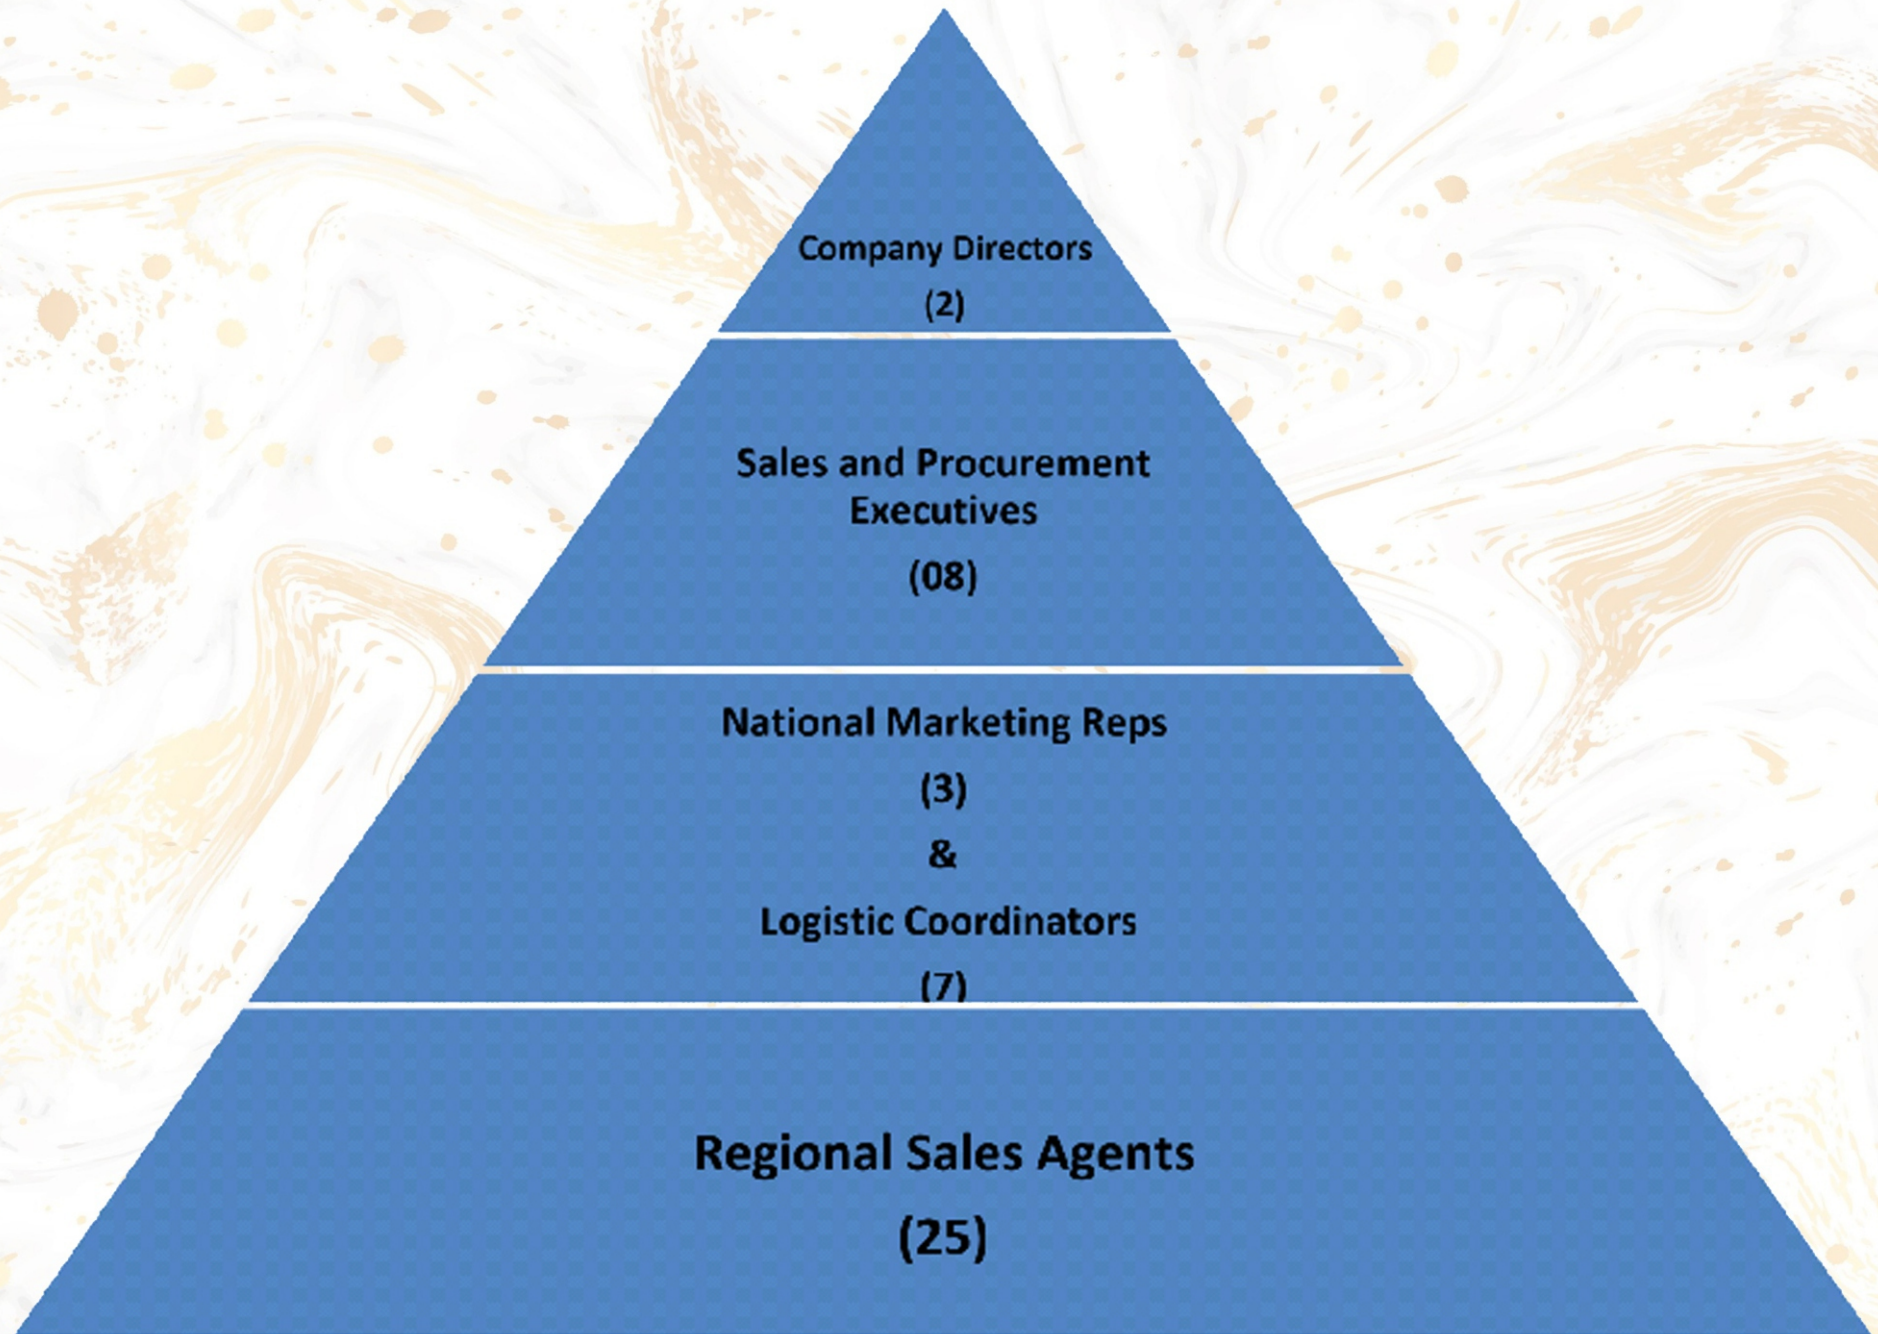 Company Directors
(2)
Sales and Procurement
Executives
(08)
National Marketing Reps
(3)
&
Logistic Coordinators
(7)
Regional Sales Agents
(25)